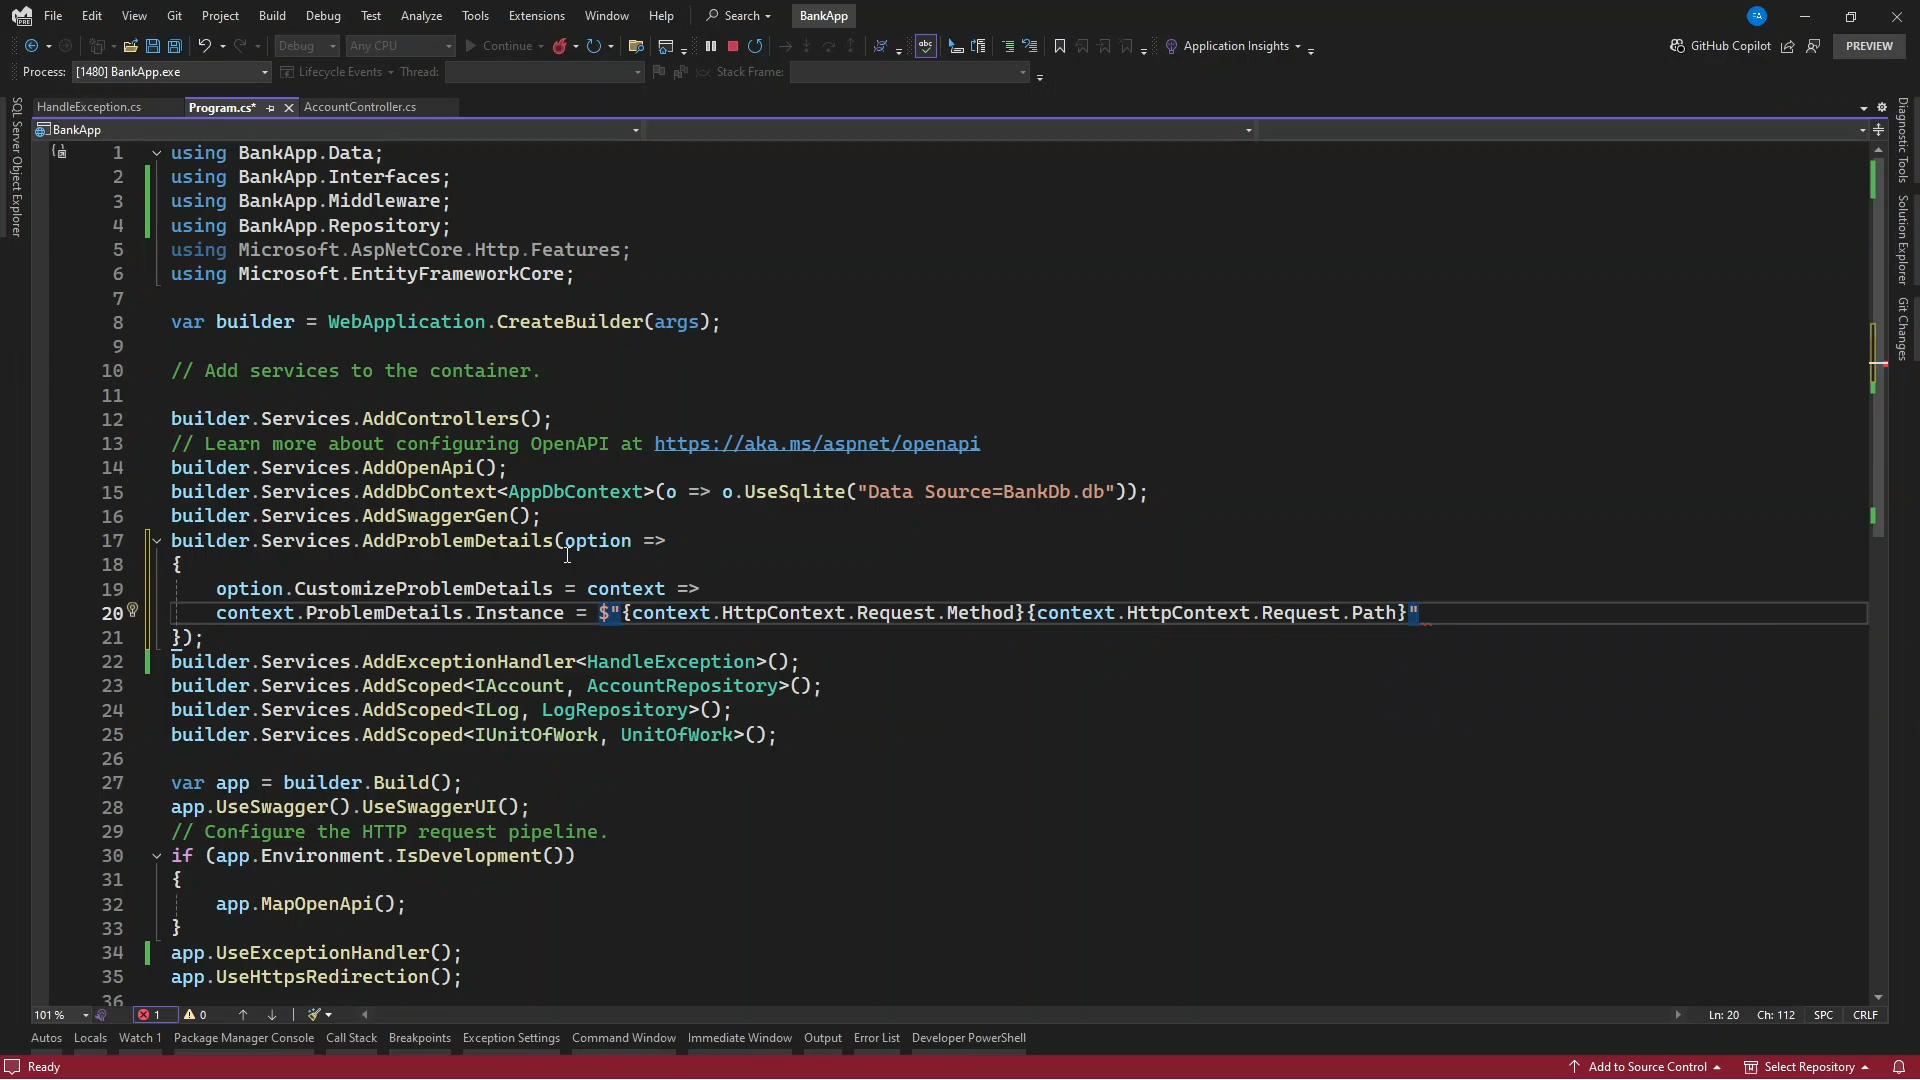 File Edit View Git Project Build Debug Test Analyze Tools Extensions Window Help Search BankApp
Debug Any CPU Continue Application Insights GitHub Copilot PREVIEW
Process: [1480] BankApp.exe Lifecycle Events Thread: Stack Frame:
HandleException.cs Program.cs* AccountController.cs
BankApp
1 using BankApp.Data;
2 using BankApp.Interfaces;
3 using BankApp.Middleware;
4 using BankApp.Repository;
5 using Microsoft.AspNetCore.Http.Features;
6 using Microsoft.EntityFrameworkCore;
7
8 var builder = WebApplication.CreateBuilder(args);
9
10 // Add services to the container.
11
12 builder.Services.AddControllers();
13 // Learn more about configuring OpenAPI at https://aka.ms/aspnet/openapi
14 builder.Services.AddOpenApi();
15 builder.Services.AddDbContext<AppDbContext>(o => o.UseSqlite("Data Source=BankDb.db"));
16 builder.Services.AddSwaggerGen();
17 builder.Services.AddProblemDetails(option =>
18 {
19 option.CustomizeProblemDetails = context =>
20 context.ProblemDetails.Instance = $"{context.HttpContext.Request.Method}{context.HttpContext.Request.Path}"
21 });
22 builder.Services.AddExceptionHandler<HandleException>();
23 builder.Services.AddScoped<IAccount, AccountRepository>();
24 builder.Services.AddScoped<ILog, LogRepository>();
25 builder.Services.AddScoped<IUnitOfWork, UnitOfWork>();
26
27 var app = builder.Build();
28 app.UseSwagger().UseSwaggerUI();
29 // Configure the HTTP request pipeline.
30 if (app.Environment.IsDevelopment())
31 {
32 app.MapOpenApi();
33 }
34 app.UseExceptionHandler();
35 app.UseHttpsRedirection();
36
SQL Server Object Explorer
Diagnostic Tools
Solution Explorer
Git Changes
101 % 1 0 Ln: 20 Ch: 112 SPC CRLF
Autos Locals Watch 1 Package Manager Console Call Stack Breakpoints Exception Settings Command Window Immediate Window Output Error List Developer PowerShell
Ready Add to Source Control Select Repository